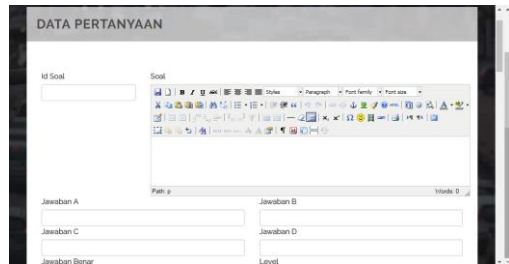 DATA PERTANYAAN
Id Soal
Soal
Styles Paragraph Font family Font size
Path: p
Words: 0
Jawaban A
Jawaban B
Jawaban C
Jawaban D
Jawaban Benar
Level